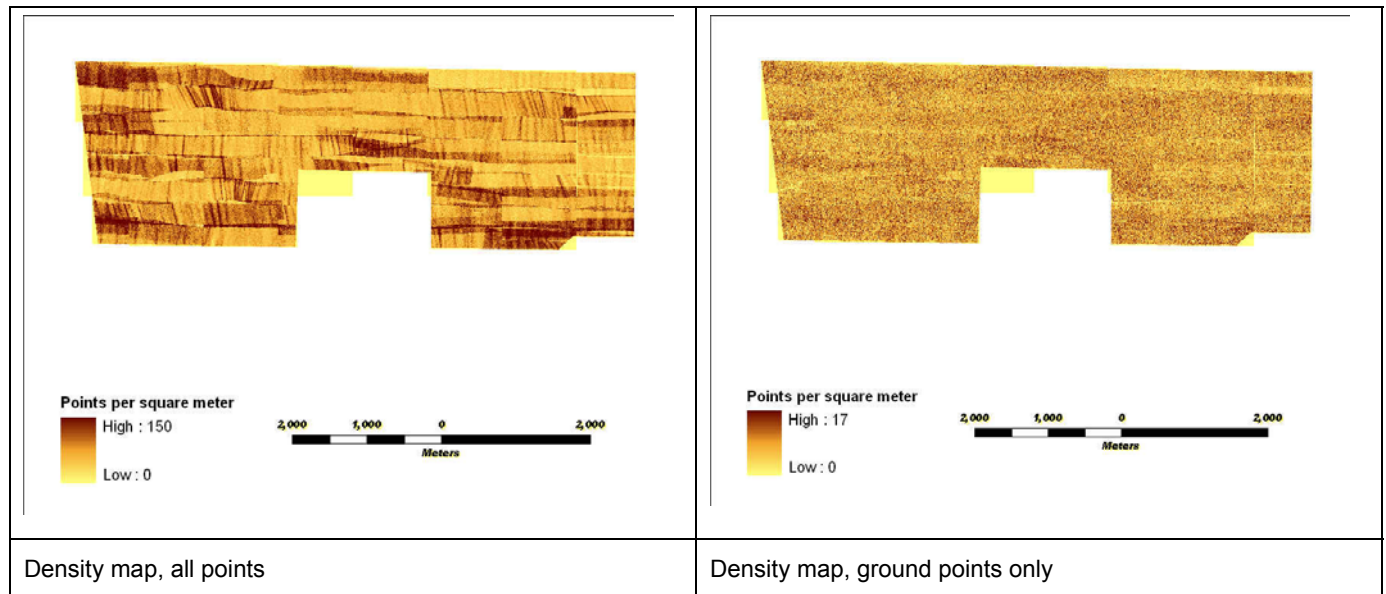 Points per square meter
High : 150
Low : 0
2,000 1,000 0 2,000
Meters
Points per square meter
High : 17
Low : 0
2,000 1,000 0 2,000
Meters
Density map, all points
Density map, ground points only